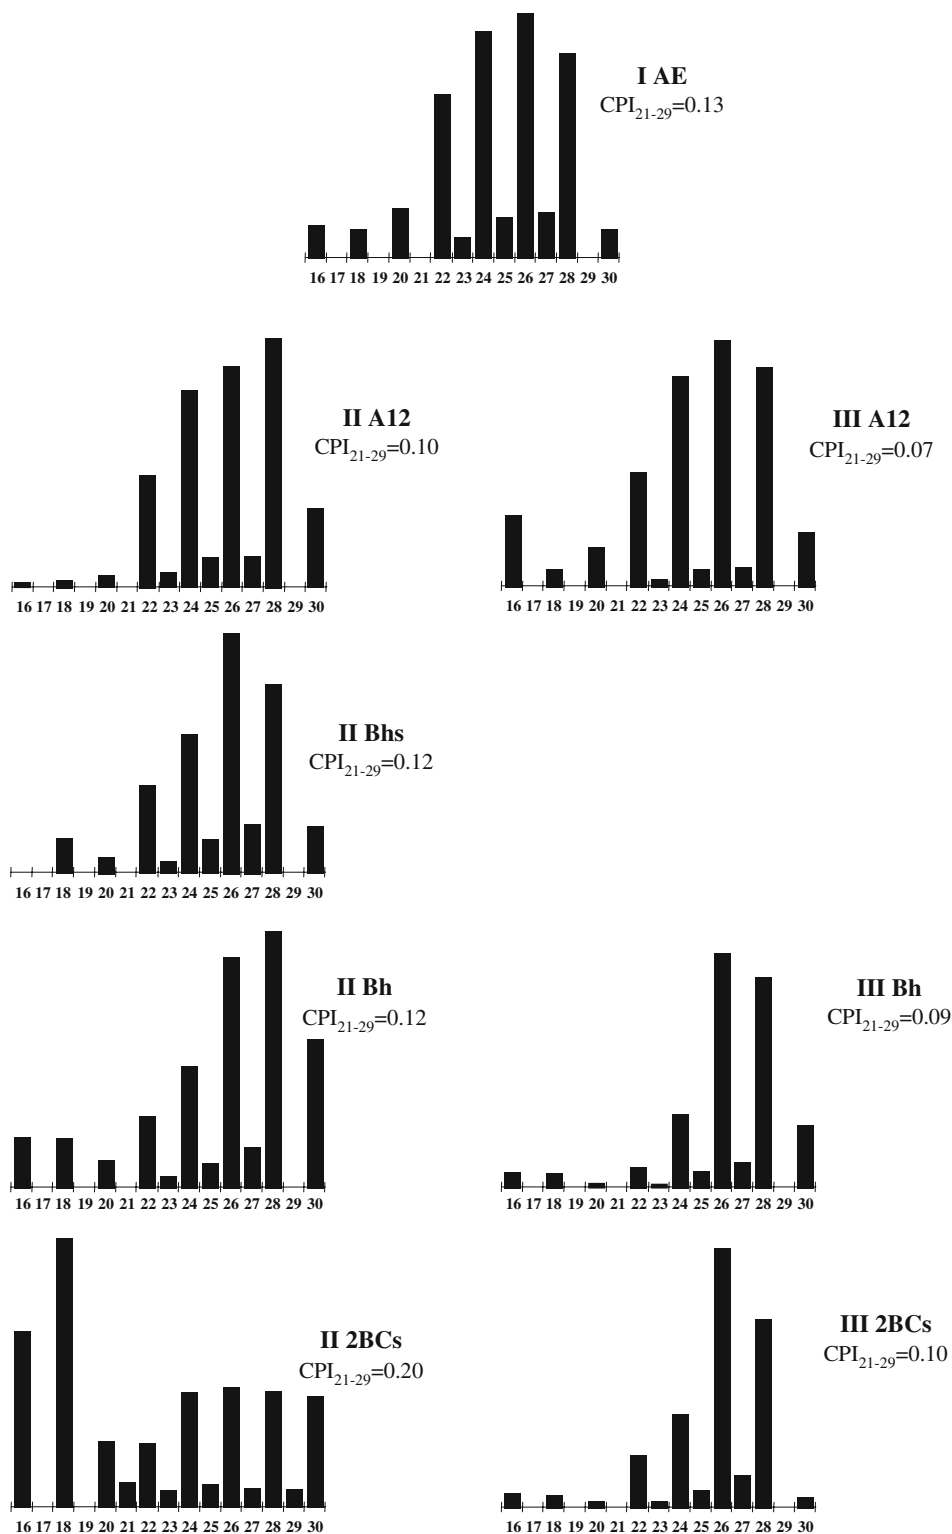 I AE
CPI21-29=0.13
16 17 18 19 20 21 22 23 24 25 26 27 28 29 30
II A12
CPI21-29=0.10
16 17 18 19 20 21 22 23 24 25 26 27 28 29 30
III A12
CPI21-29=0.07
16 17 18 19 20 21 22 23 24 25 26 27 28 29 30
II Bhs
CPI21-29=0.12
16 17 18 19 20 21 22 23 24 25 26 27 28 29 30
II Bh
CPI21-29=0.12
16 17 18 19 20 21 22 23 24 25 26 27 28 29 30
III Bh
CPI21-29=0.09
16 17 18 19 20 21 22 23 24 25 26 27 28 29 30
II 2BCs
CPI21-29=0.20
16 17 18 19 20 21 22 23 24 25 26 27 28 29 30
III 2BCs
CPI21-29=0.10
16 17 18 19 20 21 22 23 24 25 26 27 28 29 30